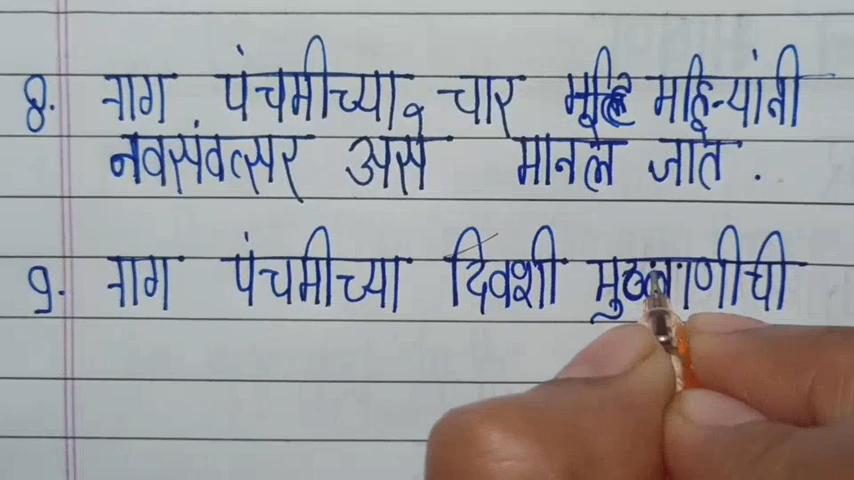 8. नाग पंचमीच्या चार महिन्यांनी
नवसंवत्सर असे मानले जाते .
9. नाग पंचमीच्या दिवशी